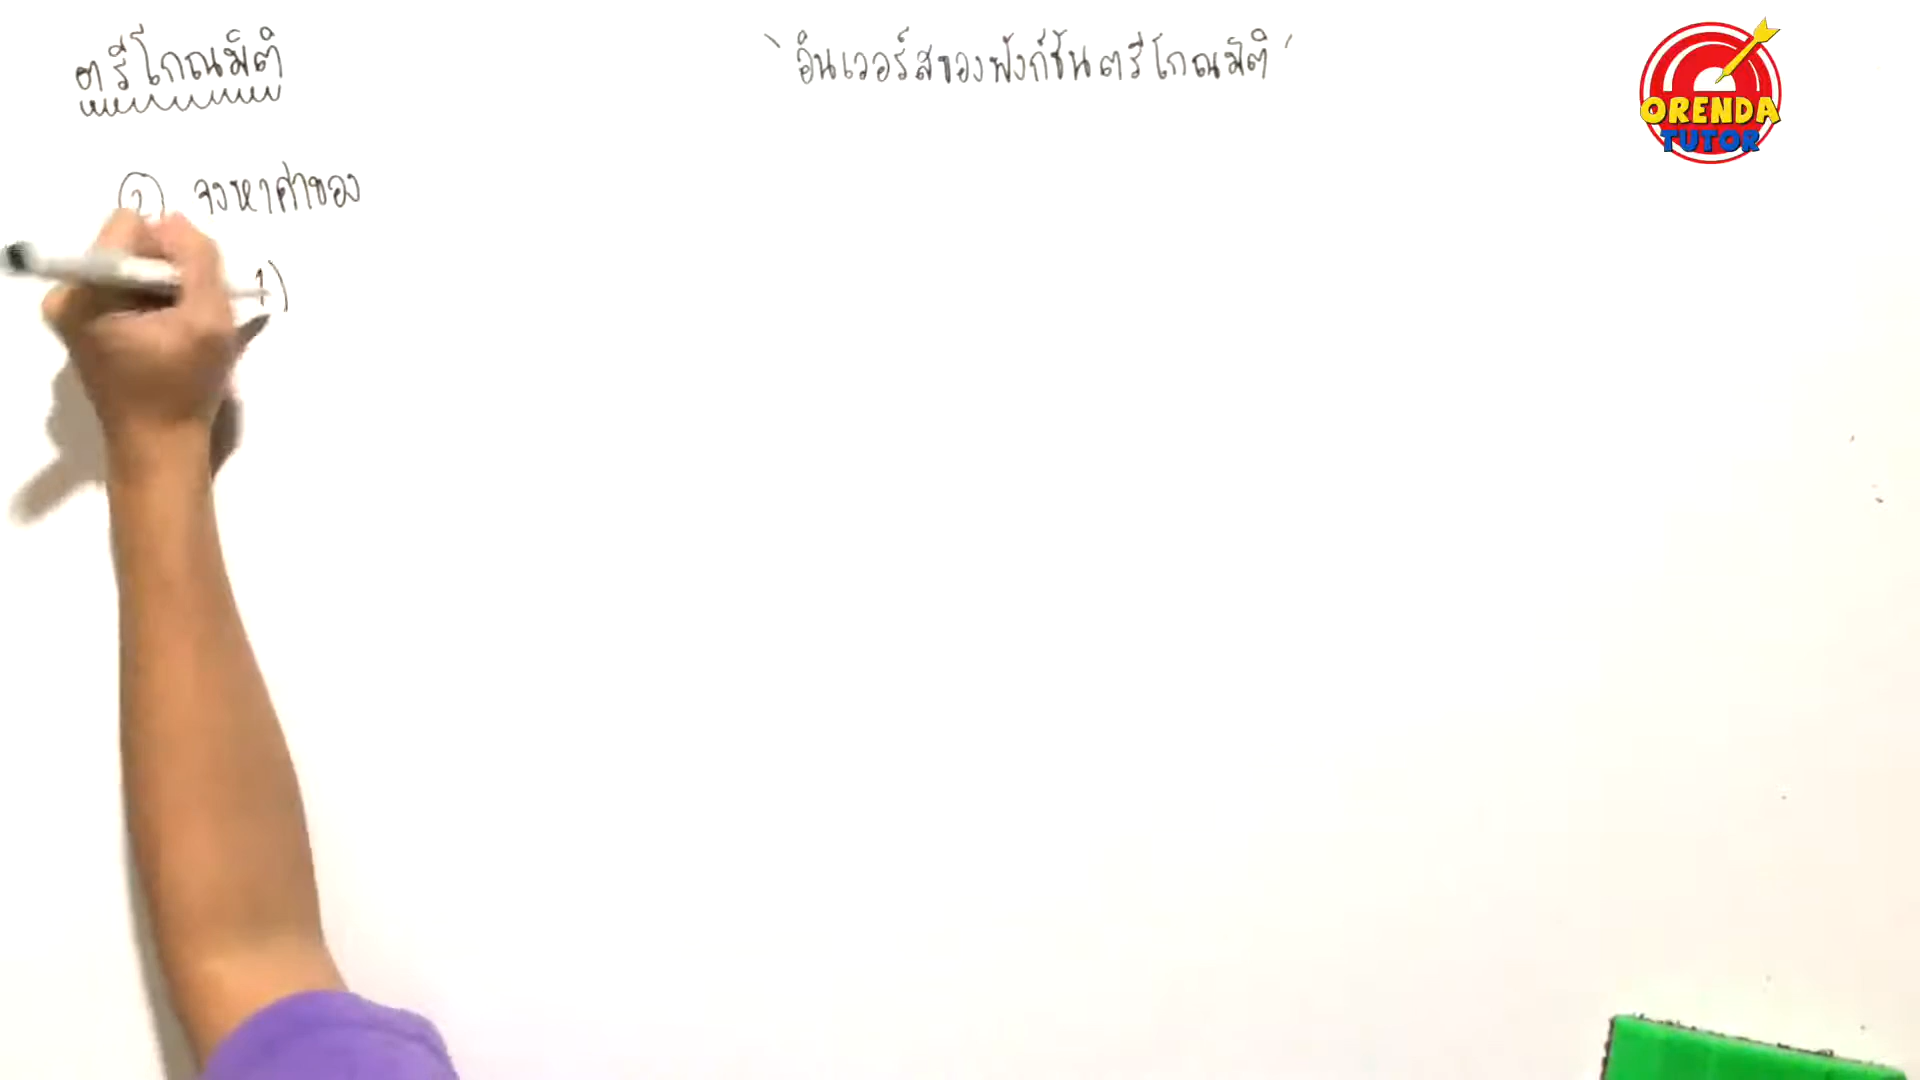 ตรีโกณมิติ
`อินเวอร์สของฟังก์ชันตรีโกณมิติ'
ORENDA
TUTOR
2 จงหาค่าของ
1)